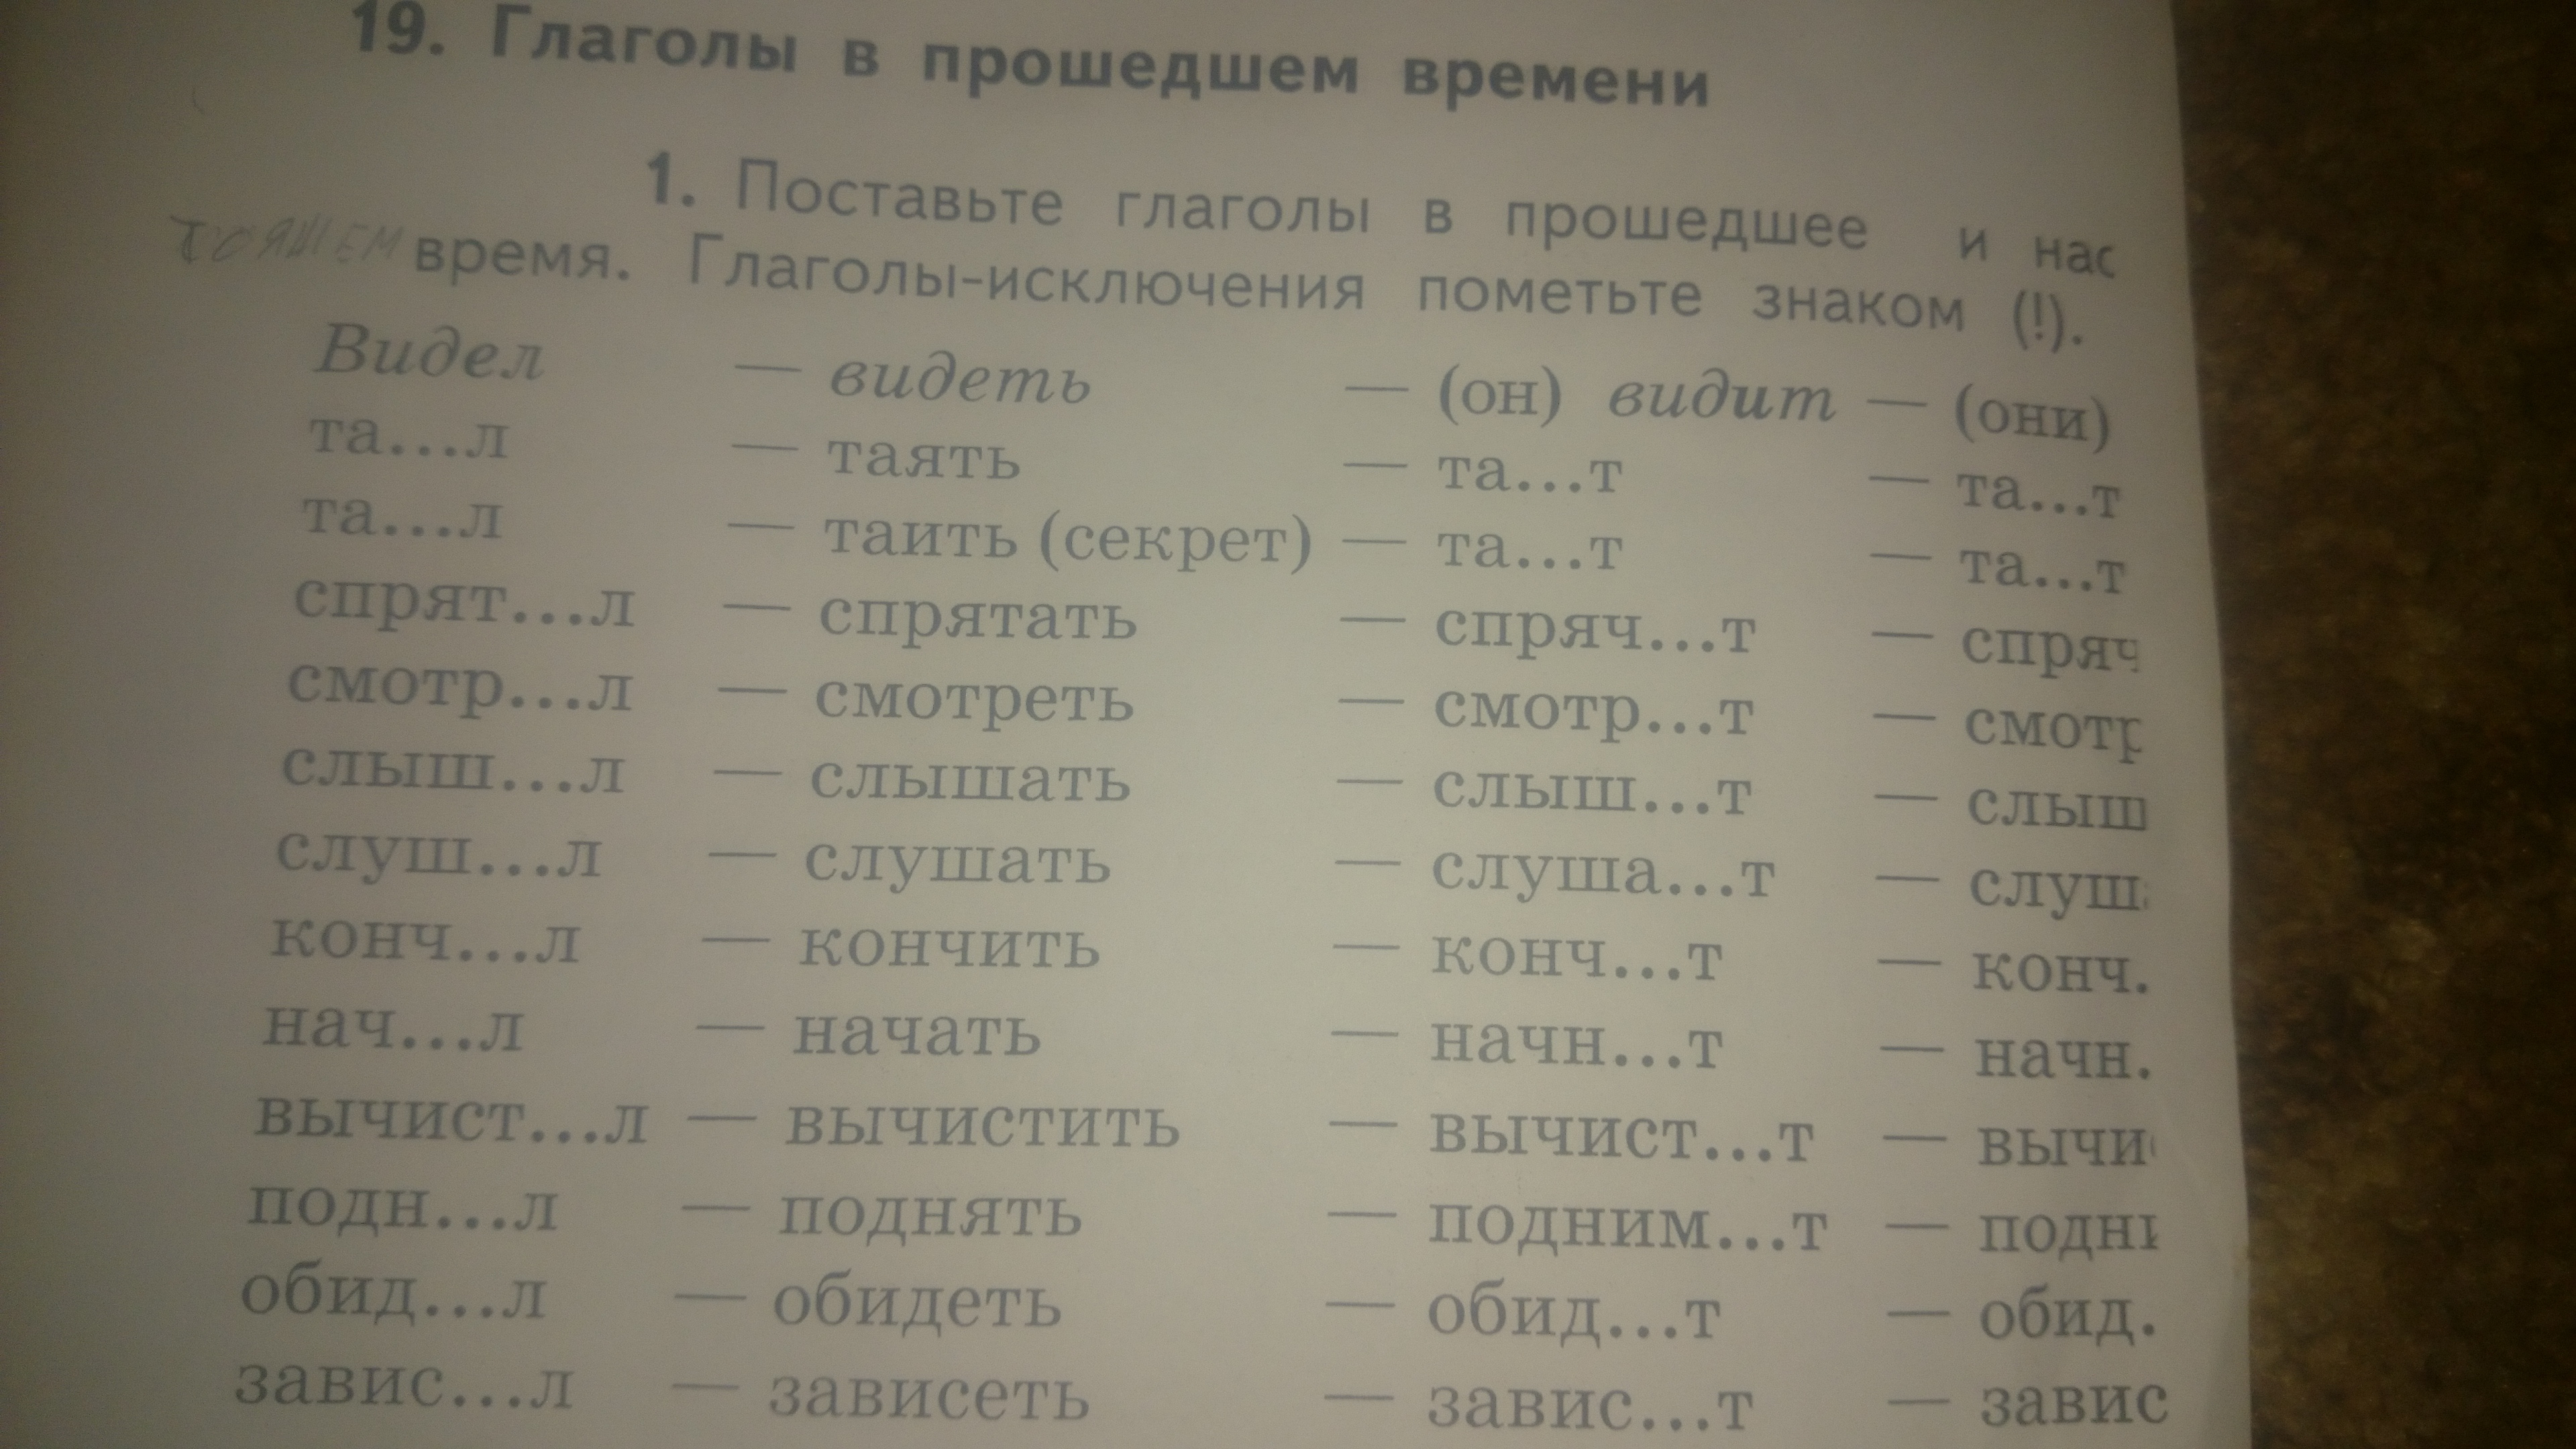 19. Глаголы в прошедшем времени
1. Поставьте глаголы в прошедшее и нас
тоящем время. Глаголы-исключения пометьте знаком (!).
Видел — видеть — (он) видит — (они)
та...л — таять — та...т — та...т
та...л — таить (секрет) — та...т — та...т
спрят...л — спрятать — спряч...т — спряч
смотр...л — смотреть — смотр...т — смотр
слыш...л — слышать — слыш...т — слыш
слуш...л — слушать — слуша...т — слуш
конч...л — кончить — конч...т — конч.
нач...л — начать — начн...т — начн.
вычист...л — вычистить — вычист...т — вычи
подн...л — поднять — подним...т — подни
обид...л — обидеть — обид...т — обид.
завис...л — зависеть — завис...т — завис